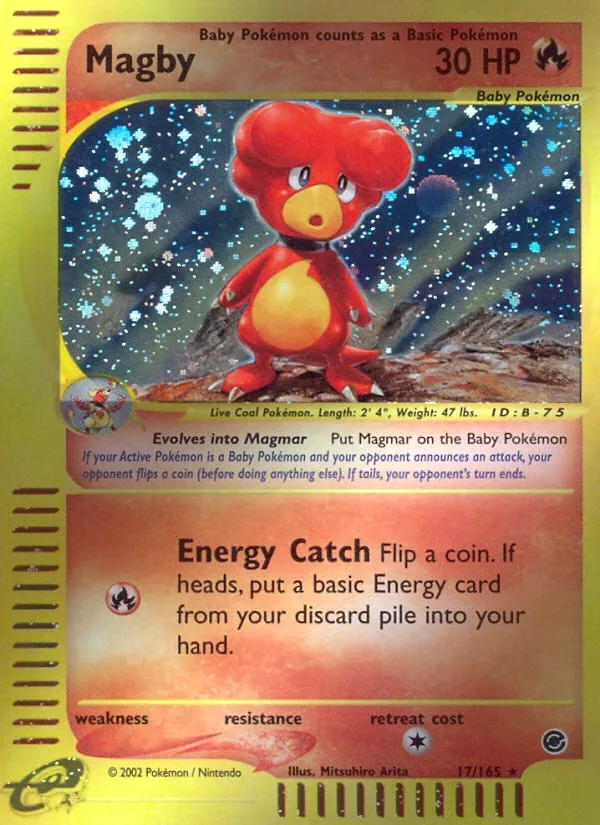 Baby Pokémon counts as a Basic Pokémon
Magby
30 HP
Baby Pokémon
Live Coal Pokémon. Length: 2' 4", Weight: 47 lbs. ID:B-75
Evolves into Magmar Put Magmar on the Baby Pokémon
If your Active Pokémon is a Baby Pokémon and your opponent announces an attack, your
opponent flips a coin (before doing anything else). If tails, your opponent's turn ends.
Energy Catch Flip a coin. If
heads, put a basic Energy card
from your discard pile into your
hand.
weakness resistance retreat cost
© 2002 Pokémon / Nintendo Illus. Mitsuhiro Arita 17/165 ★
e